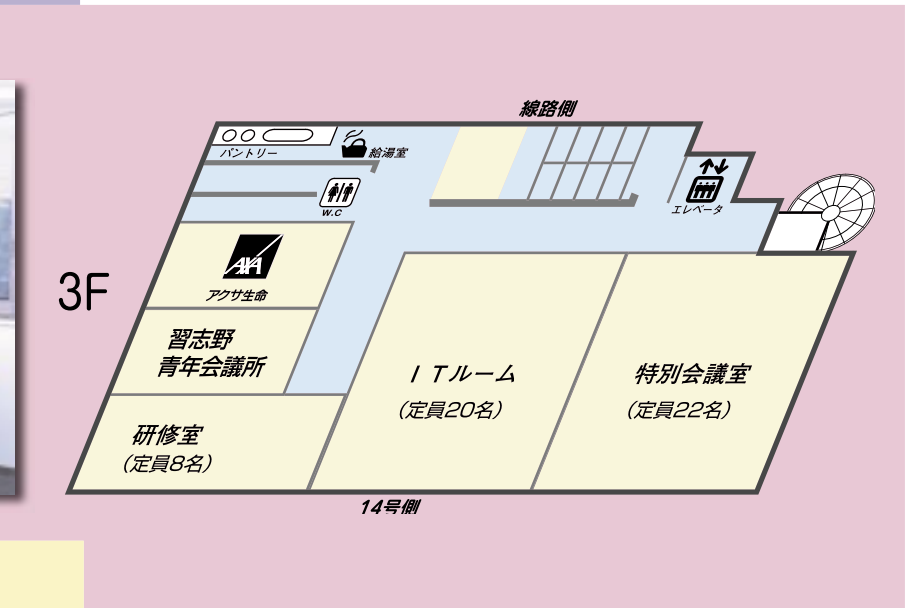 線路側
パントリー
給湯室
W.C
エレベータ
AXA
アクサ生命
3F
習志野
青年会議所
ITルーム
(定員20名)
特別会議室
(定員22名)
研修室
(定員8名)
14号側